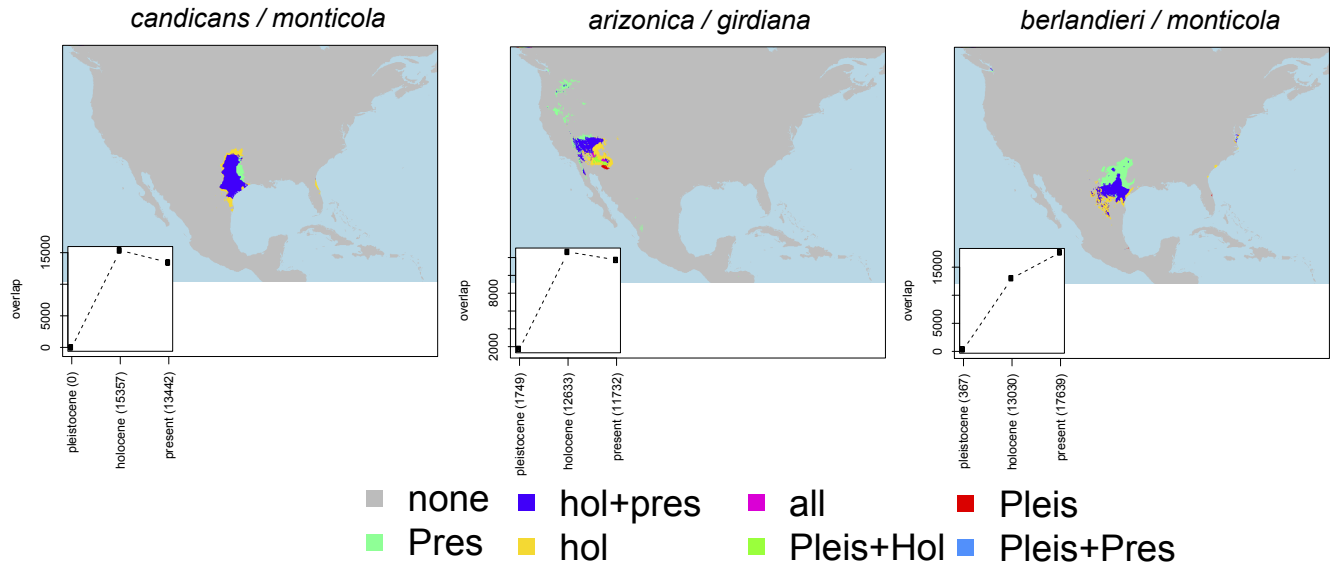 candicans / monticola
arizonica / girdiana
berlandieri / monticola
overlap
0
5000
15000
pleistocene (0)
holocene (15357)
present (13442)
overlap
2000
8000
pleistocene (1749)
holocene (12633)
present (11732)
overlap
0
5000
15000
pleistocene (367)
holocene (13030)
present (17639)
none
hol+pres
all
Pleis
Pres
hol
Pleis+Hol
Pleis+Pres